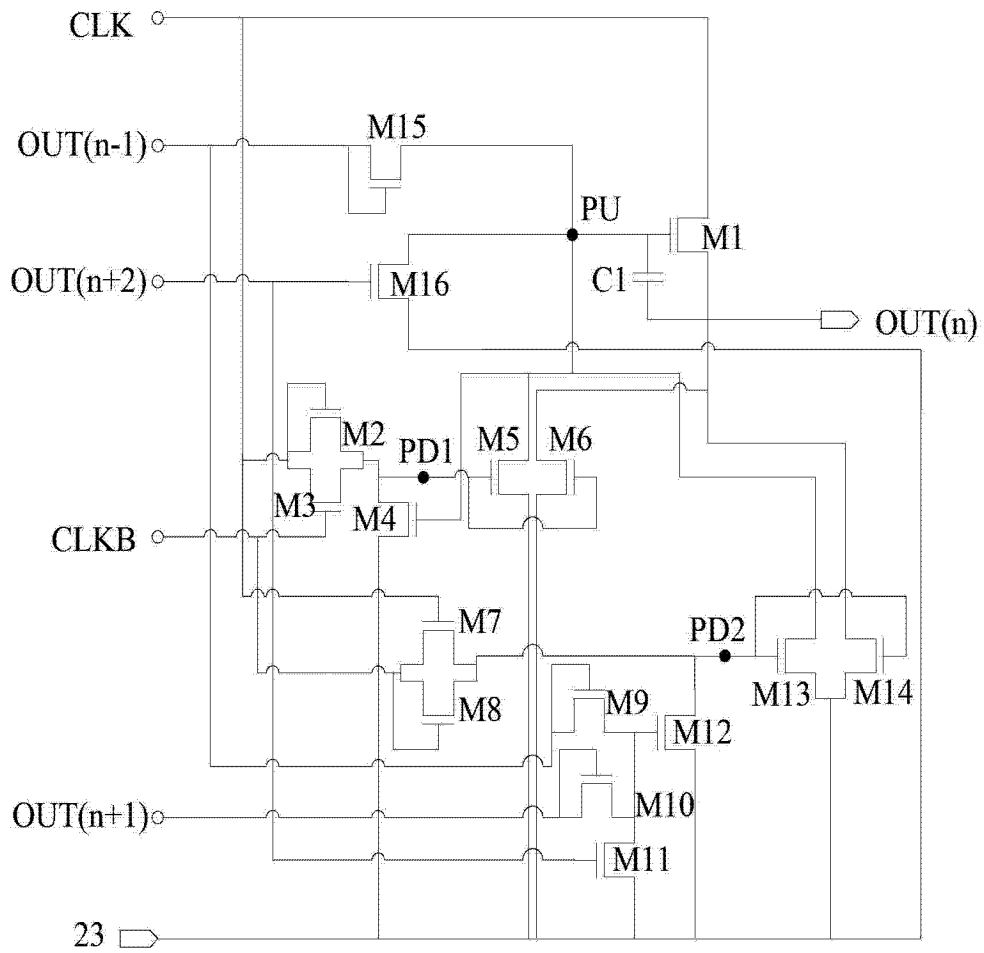 CLK
M15
OUT(n-1)
PU
M1
OUT(n+2)
M16
C1
OUT(n)
M2
PD1
M5
M6
M3
M4
CLKB
M7
PD2
M8
M9
M12
M13
M14
OUT(n+1)
M10
M11
23